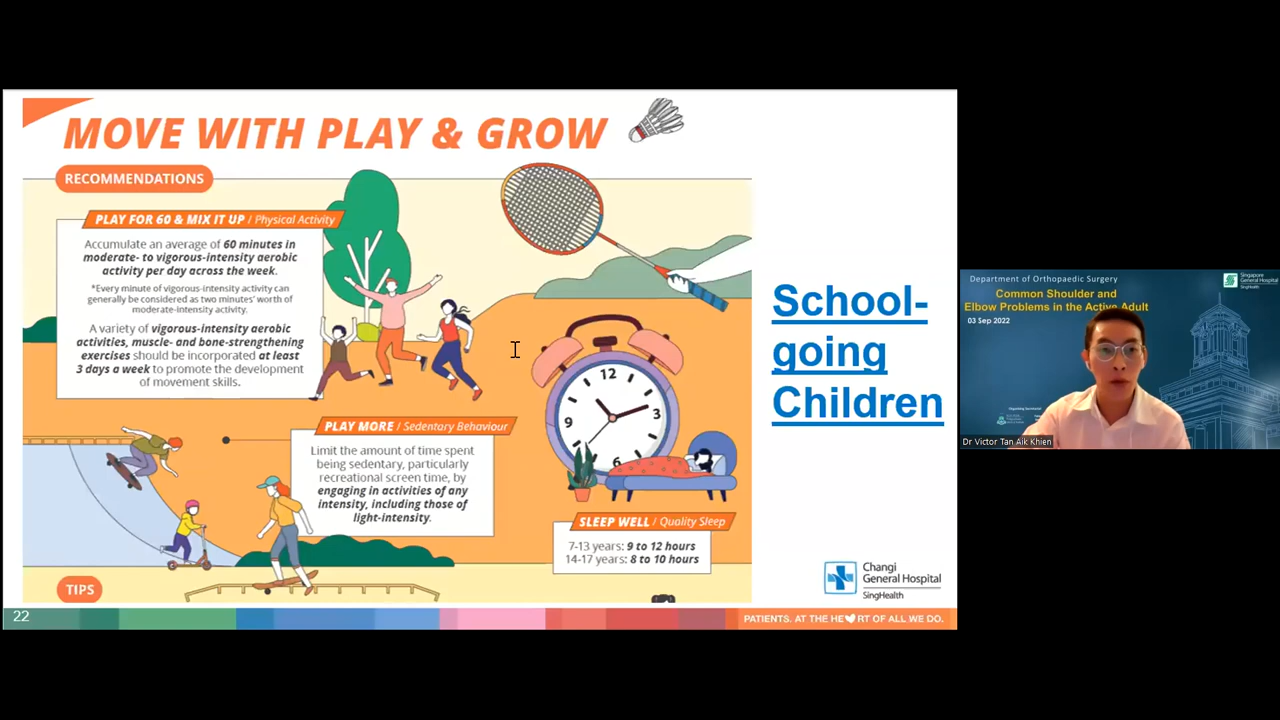 MOVE WITH PLAY & GROW
RECOMMENDATIONS
PLAY FOR 60 & MIX IT UP / Physical Activity
Accumulate an average of 60 minutes in
moderate- to vigorous-intensity aerobic
activity per day across the week.
*Every minute of vigorous-intensity activity can
generally be considered as two minutes' worth of
moderate-intensity activity.
A variety of vigorous-intensity aerobic
activities, muscle- and bone-strengthening
exercises should be incorporated at least
3 days a week to promote the development
of movement skills.
PLAY MORE / Sedentary Behaviour
Limit the amount of time spent
being sedentary, particularly
recreational screen time, by
engaging in activities of any
intensity, including those of
light-intensity.
12
3
6
9
SLEEP WELL / Quality Sleep
7-13 years: 9 to 12 hours
14-17 years: 8 to 10 hours
TIPS
School-
going
Children
Changi
General Hospital
SingHealth
22
PATIENTS. AT THE HE RT OF ALL WE DO.
Department of Orthopaedic Surgery
Singapore
General Hospital
SingHealth
Common Shoulder and
Elbow Problems in the Active Adult
03 Sep 2022
Dr Victor Tan Aik Khien